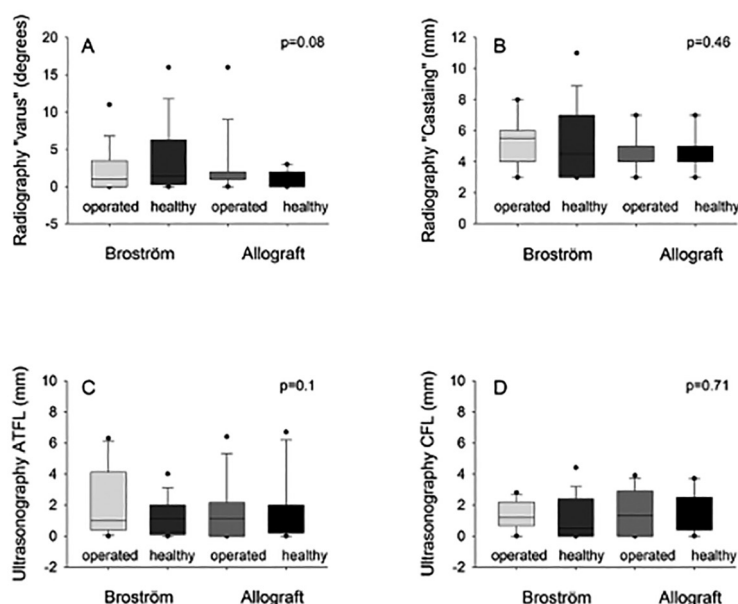 A
p=0.08
Radiography "varus" (degrees)
20
15
10
5
0
-5
operated healthy operated healthy
Broström Allograft
B
p=0.46
Radiography "Castaing" (mm)
12
10
8
6
4
2
0
operated healthy operated healthy
Broström Allograft
C
p=0.1
Ultrasonography ATFL (mm)
10
8
6
4
2
0
-2
operated healthy operated healthy
Broström Allograft
D
p=0.71
Ultrasonography CFL (mm)
10
8
6
4
2
0
-2
operated healthy operated healthy
Broström Allograft